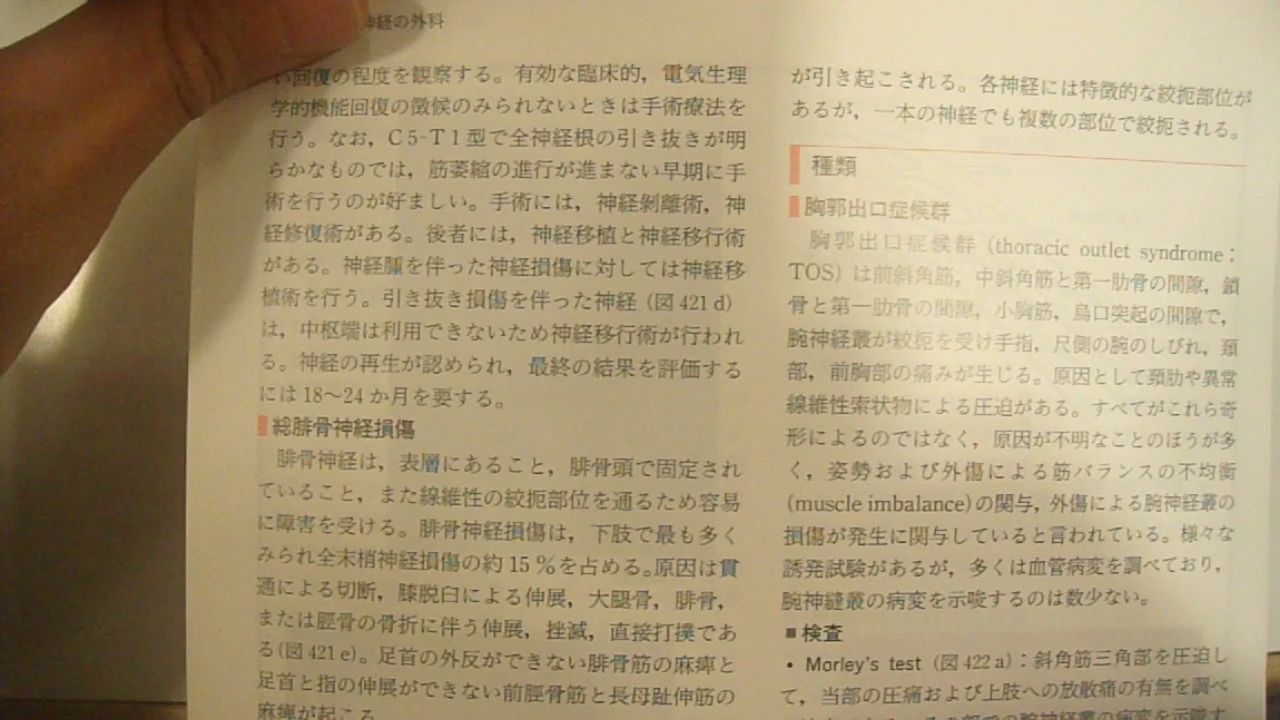 神経の外科
い回復の程度を観察する。有効な臨床的，電気生理
学的機能回復の徴候のみられないときは手術療法を
行う。なお，C5-T1型で全神経根の引き抜きが明
らかなものでは，筋萎縮の進行が進まない早期に手
術を行うのが好ましい。手術には，神経剝離術，神
経修復術がある。後者には，神経移植と神経移行術
がある。神経腫を伴った神経損傷に対しては神経移
植術を行う。引き抜き損傷を伴った神経（図421d）
は，中枢端は利用できないため神経移行術が行われ
る。神経の再生が認められ，最終の結果を評価する
には18〜24か月を要する。
総腓骨神経損傷
腓骨神経は，表層にあること，腓骨頭で固定され
ていること，また線維性の絞扼部位を通るため容易
に障害を受ける。腓骨神経損傷は，下肢で最も多く
みられ全末梢神経損傷の約15％を占める。原因は貫
通による切断，膝脱臼による伸展，大腿骨，腓骨，
または脛骨の骨折に伴う伸展，挫滅，直接打撲であ
る（図421e）。足首の外反ができない腓骨筋の麻痺と
足首と指の伸展ができない前脛骨筋と長母趾伸筋の
麻痺が起こる
が引き起こされる。各神経には特徴的な絞扼部位が
あるが，一本の神経でも複数の部位で絞扼される。
種類
胸郭出口症候群
胸郭出口症候群（thoracic outlet syndrome：
TOS）は前斜角筋，中斜角筋と第一肋骨の間隙，鎖
骨と第一肋骨の間隙，小胸筋，烏口突起の間隙で，
腕神経叢が絞扼を受け手指，尺側の腕のしびれ，頚
部，前胸部の痛みが生じる。原因として頚肋や異常
線維性索状物による圧迫がある。すべてがこれら奇
形によるのではなく，原因が不明なことのほうが多
く，姿勢および外傷による筋バランスの不均衡
(muscle imbalance)の関与，外傷による腕神経叢の
損傷が発生に関与していると言われている。様々な
誘発試験があるが，多くは血管病変を調べており，
腕神縫叢の病変を示唆するのは数少ない。
■検査
• Morley's test（図422a）：斜角筋三角部を圧迫し
て，当部の圧痛および上肢への放散痛の有無を調べ